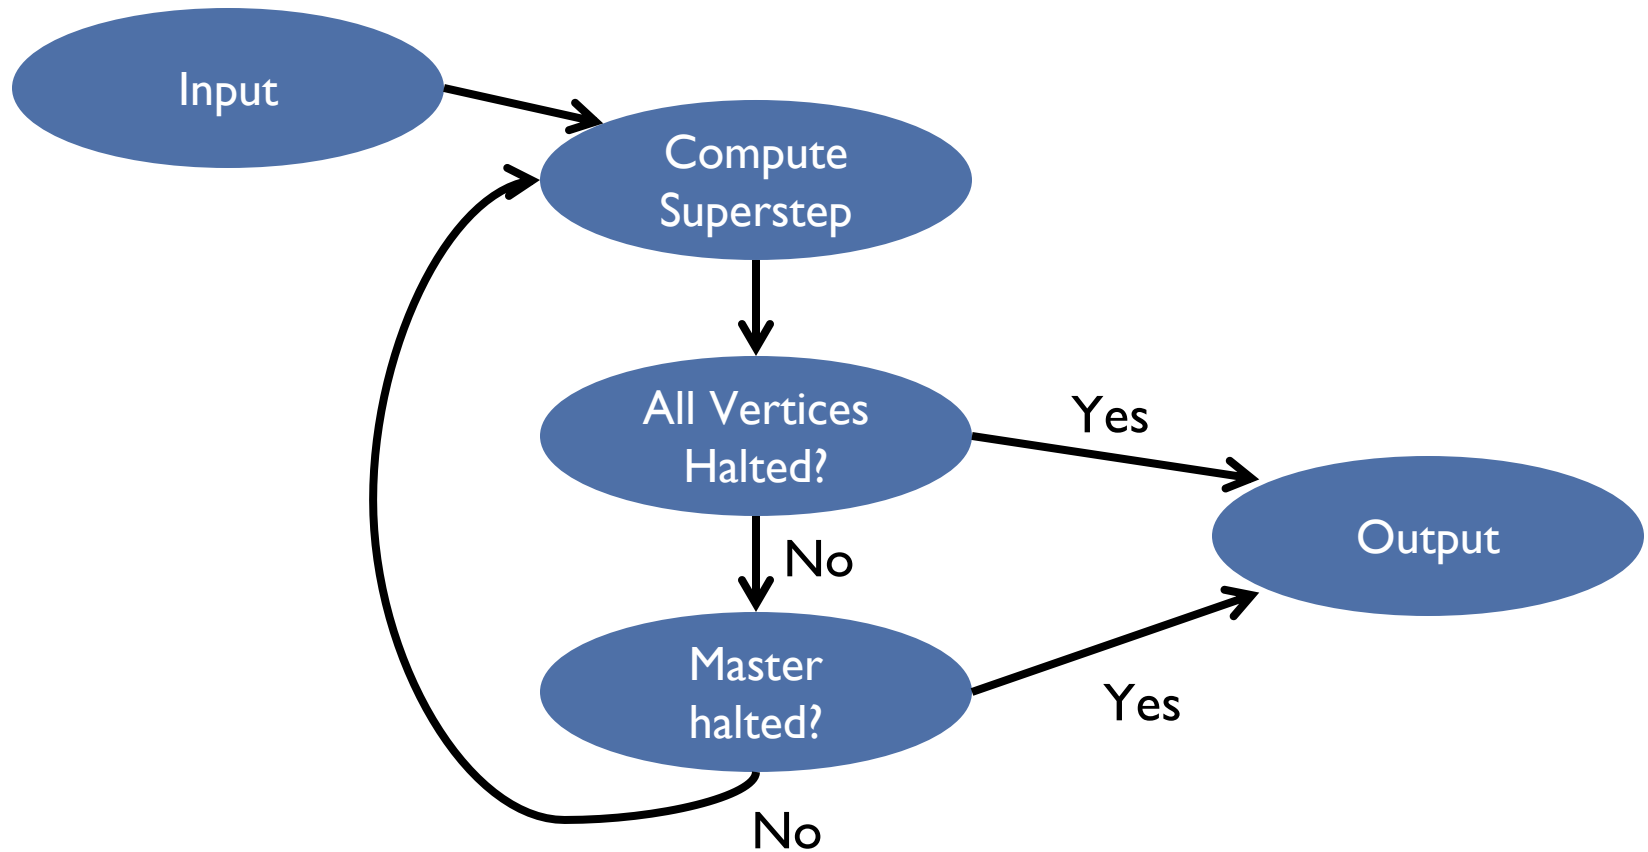 Input
Compute
Superstep
All Vertices
Halted?
Yes
No
Output
Master
halted?
Yes
No